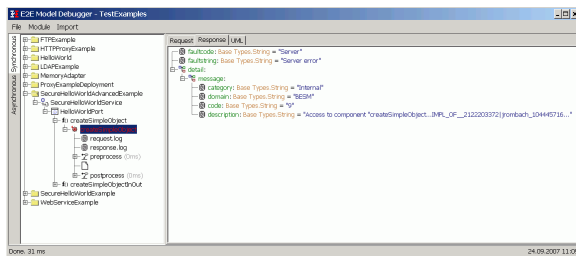 E2E Model Debugger - TestExamples
File Module Import
Synchronous
Asynchronous
FTPExample
HTTPProxyExample
HelloWorld
LDAPExample
MemoryAdapter
ProxyExampleDeployment
SecureHelloWorldAdvancedExample
SecureHelloWorldService
HelloWorldPort
createSimpleObject
request.log
response.log
preprocess (0ms)
postprocess (0ms)
createSimpleObjectInOut
SecureHelloWorldExample
WebServiceExample
Request Response UML
faultcode: Base Types.String = "Server"
faultstring: Base Types.String = "Server error"
detail:
message:
category: Base Types.String = "Internal"
domain: Base Types.String = "BESM"
code: Base Types.String = "9"
description: Base Types.String = "Access to component "createSimpleObject...IMPL_OF__2122203372|jrombach_104445716..."
Done. 31 ms
24.09.2007 11:09